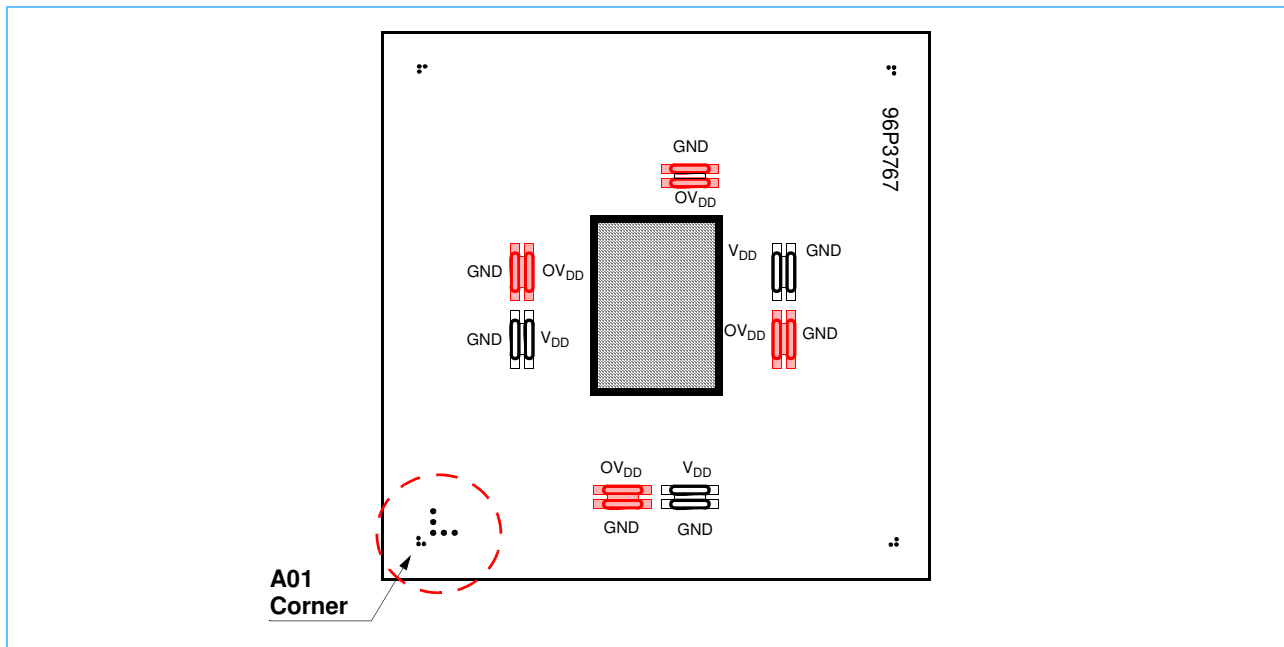 96P3767
GND
OVDD
VDD GND
GND OVDD
OVDD GND
GND VDD
OVDD VDD
GND GND
A01
Corner